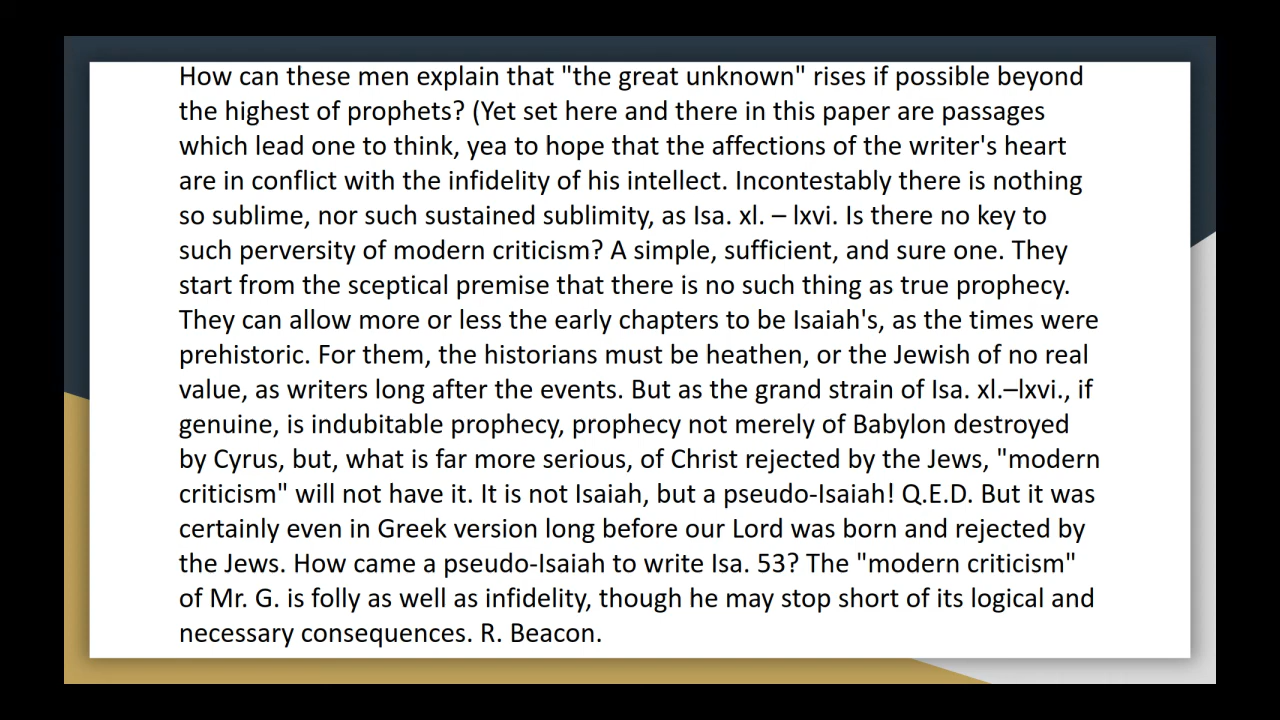 How can these men explain that "the great unknown" rises if possible beyond
the highest of prophets? (Yet set here and there in this paper are passages
which lead one to think, yea to hope that the affections of the writer's heart
are in conflict with the infidelity of his intellect. Incontestably there is nothing
so sublime, nor such sustained sublimity, as Isa. xl. – lxvi. Is there no key to
such perversity of modern criticism? A simple, sufficient, and sure one. They
start from the sceptical premise that there is no such thing as true prophecy.
They can allow more or less the early chapters to be Isaiah's, as the times were
prehistoric. For them, the historians must be heathen, or the Jewish of no real
value, as writers long after the events. But as the grand strain of Isa. xl.–lxvi., if
genuine, is indubitable prophecy, prophecy not merely of Babylon destroyed
by Cyrus, but, what is far more serious, of Christ rejected by the Jews, "modern
criticism" will not have it. It is not Isaiah, but a pseudo-Isaiah! Q.E.D. But it was
certainly even in Greek version long before our Lord was born and rejected by
the Jews. How came a pseudo-Isaiah to write Isa. 53? The "modern criticism"
of Mr. G. is folly as well as infidelity, though he may stop short of its logical and
necessary consequences. R. Beacon.